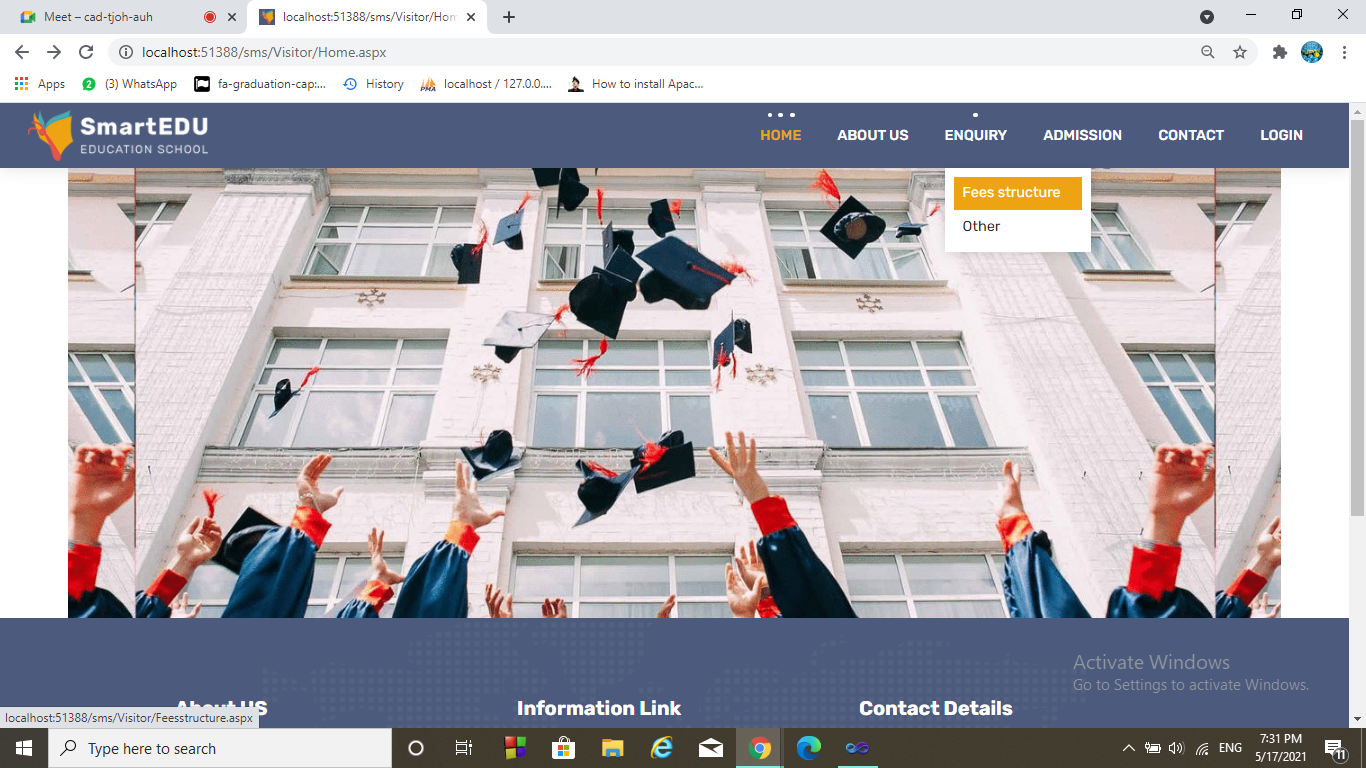 Meet – cad-tjoh-auh
localhost:51388/sms/Visitor/Hom
localhost:51388/sms/Visitor/Home.aspx
Apps
2
(3) WhatsApp
fa-graduation-cap:...
History
PMA
localhost / 127.0.0....
How to install Apac...
SmartEDU
EDUCATION SCHOOL
HOME
ABOUT US
ENQUIRY
ADMISSION
CONTACT
LOGIN
Fees structure
Other
Activate Windows
Go to Settings to activate Windows.
About US
Information Link
Contact Details
localhost:51388/sms/Visitor/Feesstructure.aspx
Type here to search
ENG
7:31 PM
5/17/2021
11